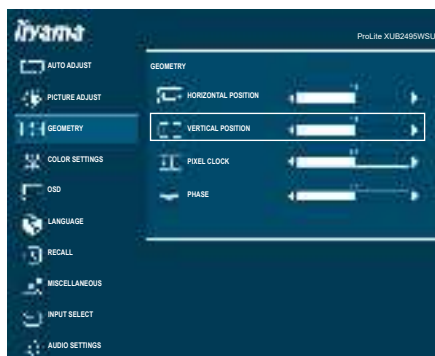 iiyama
ProLite XUB2495WSU
AUTO ADJUST
PICTURE ADJUST
GEOMETRY
COLOR SETTINGS
OSD
LANGUAGE
RECALL
MISCELLANEOUS
INPUT SELECT
AUDIO SETTINGS
GEOMETRY
HORIZONTAL POSITION
VERTICAL POSITION
PIXEL CLOCK
PHASE